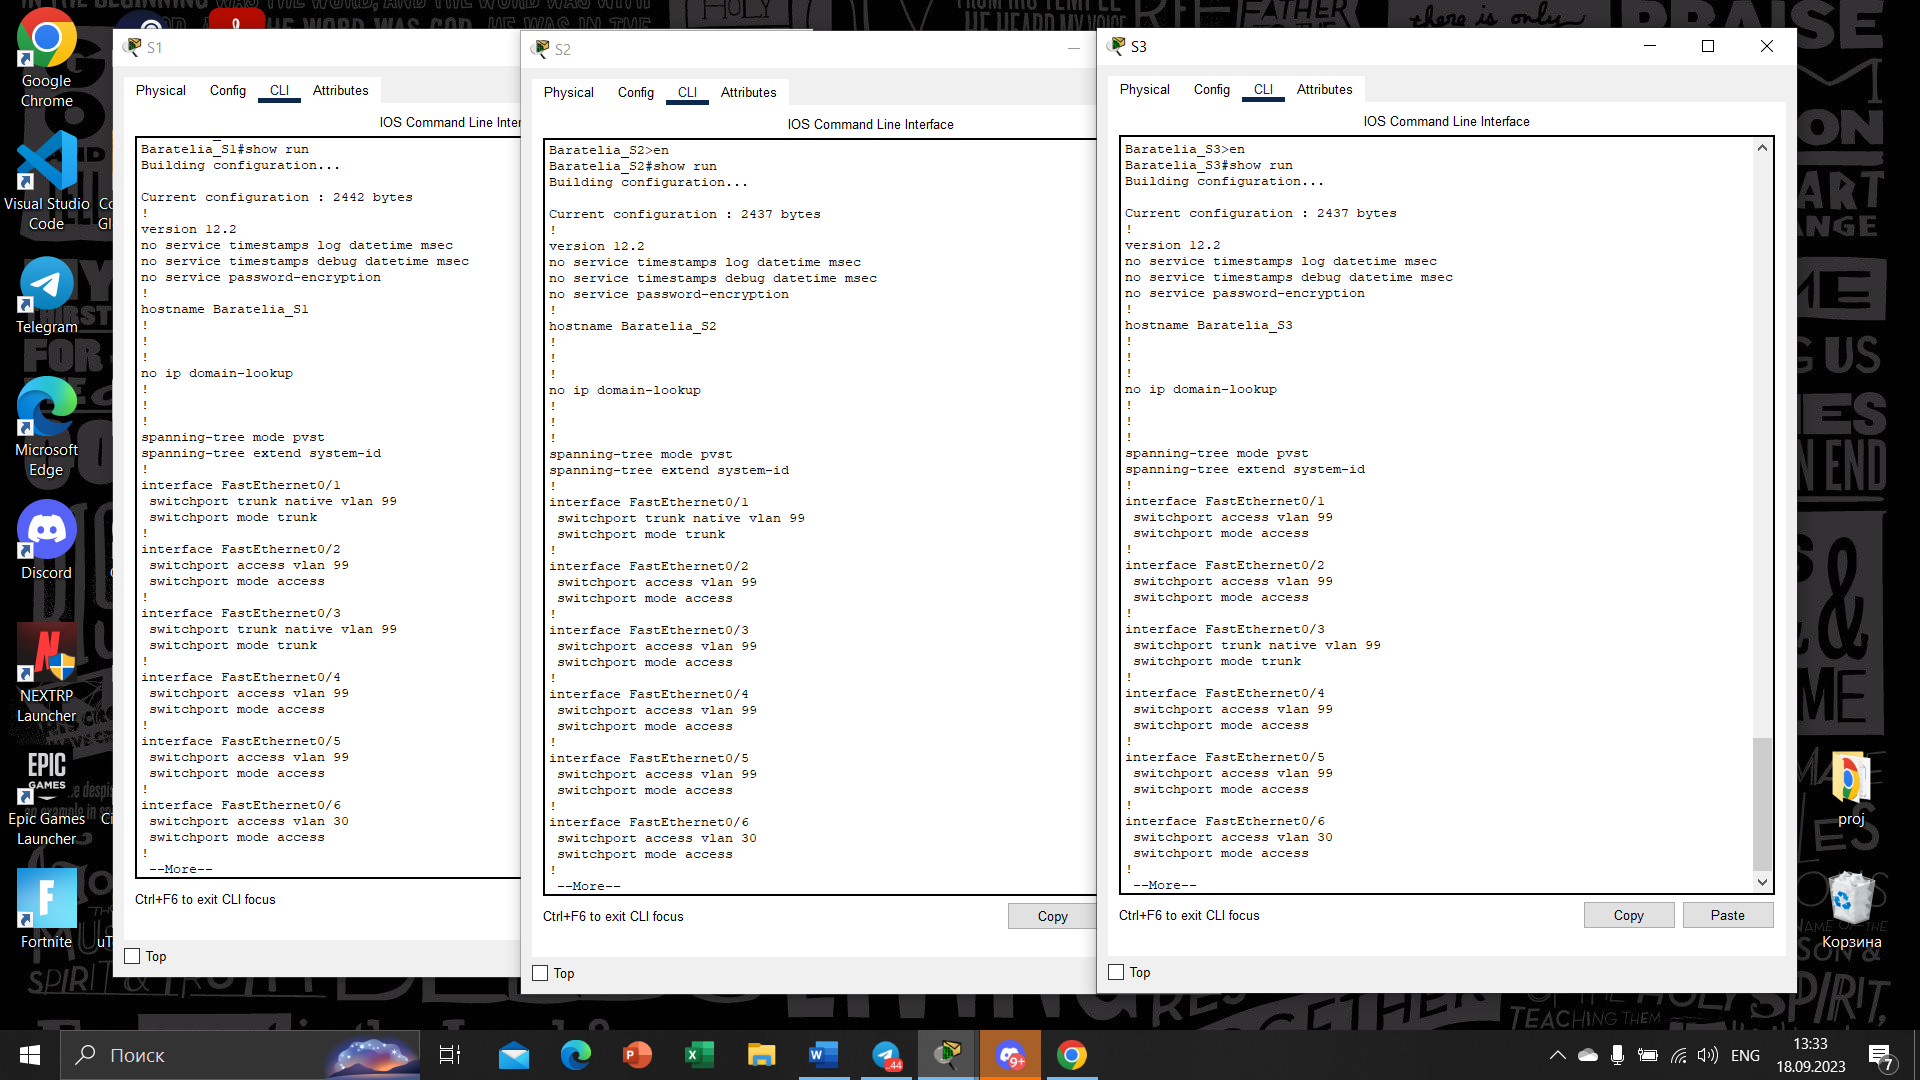 Google
Chrome
Visual Studio
Code
Telegram
Microsoft
Edge
Discord
NEXTRP
Launcher
EPIC
GAMES
Epic Games
Launcher
Fortnite
S1
Physical Config CLI Attributes
IOS Command Line Inter
Baratelia_S1#show run
Building configuration...
Current configuration : 2442 bytes
!
version 12.2
no service timestamps log datetime msec
no service timestamps debug datetime msec
no service password-encryption
!
hostname Baratelia_S1
!
!
!
no ip domain-lookup
!
!
!
spanning-tree mode pvst
spanning-tree extend system-id
!
interface FastEthernet0/1
switchport trunk native vlan 99
switchport mode trunk
!
interface FastEthernet0/2
switchport access vlan 99
switchport mode access
!
interface FastEthernet0/3
switchport trunk native vlan 99
switchport mode trunk
!
interface FastEthernet0/4
switchport access vlan 99
switchport mode access
!
interface FastEthernet0/5
switchport access vlan 99
switchport mode access
!
interface FastEthernet0/6
switchport access vlan 30
switchport mode access
!
--More--
Ctrl+F6 to exit CLI focus
Top
S2
Physical Config CLI Attributes
IOS Command Line Interface
Baratelia_S2>en
Baratelia_S2#show run
Building configuration...
Current configuration : 2437 bytes
!
version 12.2
no service timestamps log datetime msec
no service timestamps debug datetime msec
no service password-encryption
!
hostname Baratelia_S2
!
!
!
no ip domain-lookup
!
!
!
spanning-tree mode pvst
spanning-tree extend system-id
!
interface FastEthernet0/1
switchport trunk native vlan 99
switchport mode trunk
!
interface FastEthernet0/2
switchport access vlan 99
switchport mode access
!
interface FastEthernet0/3
switchport access vlan 99
switchport mode access
!
interface FastEthernet0/4
switchport access vlan 99
switchport mode access
!
interface FastEthernet0/5
switchport access vlan 99
switchport mode access
!
interface FastEthernet0/6
switchport access vlan 30
switchport mode access
!
--More--
Ctrl+F6 to exit CLI focus
Copy
Top
S3
Physical Config CLI Attributes
IOS Command Line Interface
Baratelia_S3>en
Baratelia_S3#show run
Building configuration...
Current configuration : 2437 bytes
!
version 12.2
no service timestamps log datetime msec
no service timestamps debug datetime msec
no service password-encryption
!
hostname Baratelia_S3
!
!
!
no ip domain-lookup
!
!
!
spanning-tree mode pvst
spanning-tree extend system-id
!
interface FastEthernet0/1
switchport access vlan 99
switchport mode access
!
interface FastEthernet0/2
switchport access vlan 99
switchport mode access
!
interface FastEthernet0/3
switchport trunk native vlan 99
switchport mode trunk
!
interface FastEthernet0/4
switchport access vlan 99
switchport mode access
!
interface FastEthernet0/5
switchport access vlan 99
switchport mode access
!
interface FastEthernet0/6
switchport access vlan 30
switchport mode access
!
--More--
Ctrl+F6 to exit CLI focus
Copy Paste
Top
proj
Корзина
Поиск
44
9+
ENG
13:33
18.09.2023
7